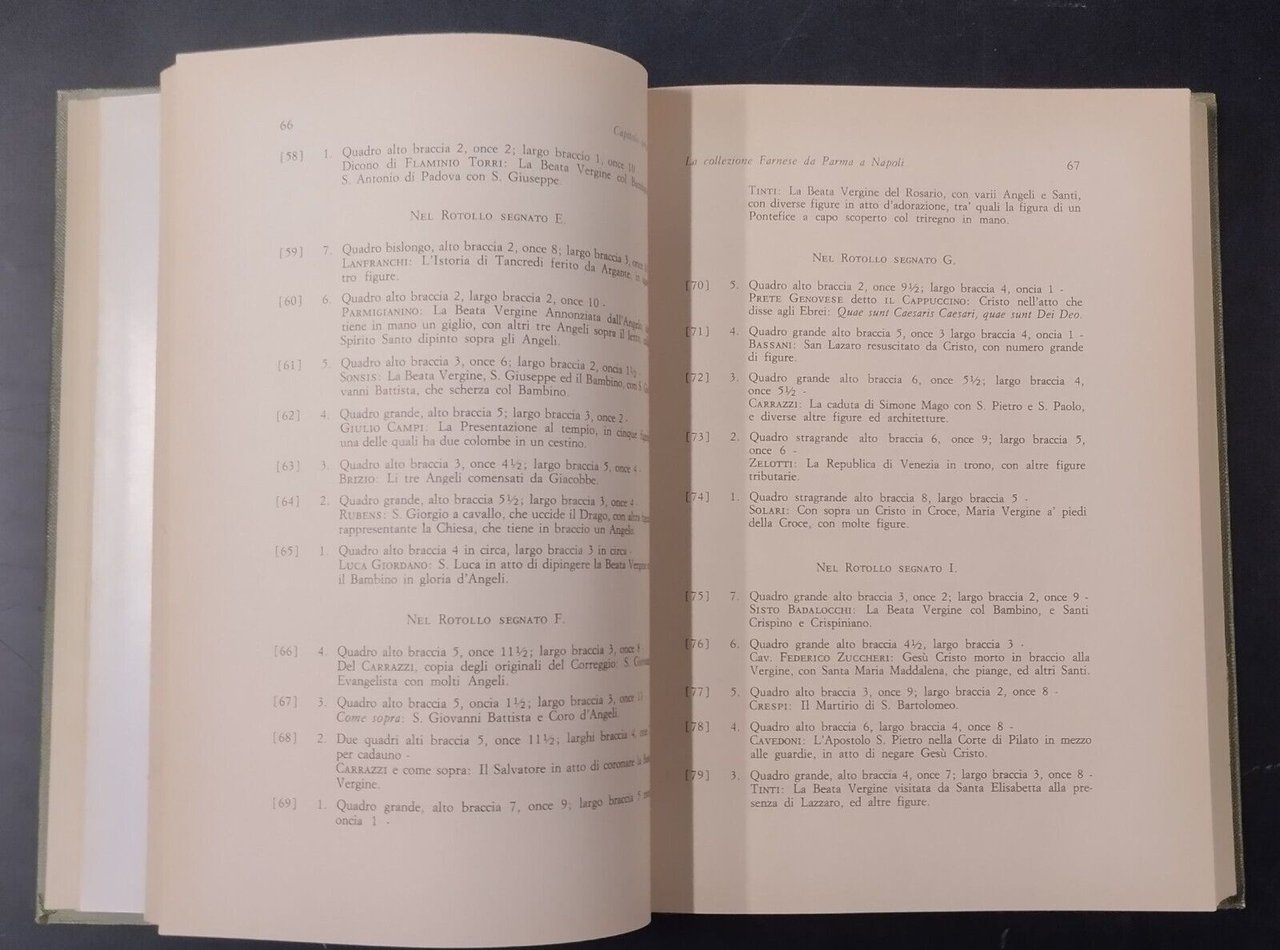 66
[58] 1. Quadro alto braccia 2, once 2; largo braccio 1, once 10
Dicono di FLAMINIO TORRI: La Beata Vergine col
S. Antonio di Padova con S. Giuseppe.
NEL ROTOLLO SEGNATO E.
[59] 7. Quadro bislongo, alto braccia 2, once 8; largo braccia 3,
LANFRANCHI: L'Istoria di Tancredi ferito da Argante,
tro figure.
[60] 6. Quadro alto braccia 2, largo braccia 2, once 10 -
PARMIGIANINO: La Beata Vergine Annonziata dall'
tiene in mano un giglio, con altri tre Angeli sopra il
Spirito Santo dipinto sopra gli Angeli.
[61] 5. Quadro alto braccia 3, once 6; largo braccia 2, oncia 1½ -
SONSIS: La Beata Vergine, S. Giuseppe ed il Bambino, con S.
vanni Battista, che scherza col Bambino.
[62] 4. Quadro grande, alto braccia 5; largo braccia 3, once 2 -
GIULIO CAMPI: La Presentazione al tempio, in cinque
una delle quali ha due colombe in un cestino.
[63] 3. Quadro alto braccia 3, once 4½; largo braccia 5, once 4 -
BRIZIO: Li tre Angeli comensati da Giacobbe.
[64] 2. Quadro grande, alto braccia 5½; largo braccia 3, once 4 -
RUBENS: S. Giorgio a cavallo, che uccide il Drago, con altra
rappresentante la Chiesa, che tiene in braccio un Angelo.
[65] 1. Quadro alto braccia 4 in circa, largo braccia 3 in circa -
LUCA GIORDANO: S. Luca in atto di dipingere la Beata
il Bambino in gloria d'Angeli.
NEL ROTOLLO SEGNATO F.
[66] 4. Quadro alto braccia 5, once 11½; largo braccia 3, once
Del CARRAZZI, copia degli originali del Correggio: S.
Evangelista con molti Angeli.
[67] 3. Quadro alto braccia 5, oncia 1½; largo braccia 3, once
Come sopra: S. Giovanni Battista e Coro d'Angeli.
[68] 2. Due quadri alti braccia 5, once 11½; larghi braccia 4,
per cadauno -
CARRAZZI e come sopra: Il Salvatore in atto di coronare la
Vergine.
[69] 1. Quadro grande, alto braccia 7, once 9; largo braccia 5
oncia 1 -
La collezione Farnese da Parma a Napoli 67
TINTI: La Beata Vergine del Rosario, con varii Angeli e Santi,
con diverse figure in atto d'adorazione, tra' quali la figura di un
Pontefice a capo scoperto col triregno in mano.
NEL ROTOLLO SEGNATO G.
[70] 5. Quadro alto braccia 2, once 9½; largo braccia 4, oncia 1 -
PRETE GENOVESE detto IL CAPPUCCINO: Cristo nell'atto che
disse agli Ebrei: Quae sunt Caesaris Caesari, quae sunt Dei Deo.
[71] 4. Quadro grande alto braccia 5, once 3 largo braccia 4, oncia 1 -
BASSANI: San Lazaro resuscitato da Cristo, con numero grande
di figure.
[72] 3. Quadro grande alto braccia 6, once 5½; largo braccia 4,
once 5½ -
CARRAZZI: La caduta di Simone Mago con S. Pietro e S. Paolo,
e diverse altre figure ed architetture.
[73] 2. Quadro stragrande alto braccia 6, once 9; largo braccia 5,
once 6 -
ZELOTTI: La Republica di Venezia in trono, con altre figure
tributarie.
[74] 1. Quadro stragrande alto braccia 8, largo braccia 5 -
SOLARI: Con sopra un Cristo in Croce, Maria Vergine a' piedi
della Croce, con molte figure.
NEL ROTOLLO SEGNATO I.
[75] 7. Quadro grande alto braccia 3, once 2; largo braccia 2, once 9 -
SISTO BADALOCCHI: La Beata Vergine col Bambino, e Santi
Crispino e Crispiniano.
[76] 6. Quadro grande alto braccia 4½, largo braccia 3 -
Cav. FEDERICO ZUCCHERI: Gesù Cristo morto in braccio alla
Vergine, con Santa Maria Maddalena, che piange, ed altri Santi.
[77] 5. Quadro alto braccia 3, once 9; largo braccia 2, once 8 -
CRESPI: Il Martirio di S. Bartolomeo.
[78] 4. Quadro alto braccia 6, largo braccia 4, once 8 -
CAVEDONI: L'Apostolo S. Pietro nella Corte di Pilato in mezzo
alle guardie, in atto di negare Gesù Cristo.
[79] 3. Quadro grande, alto braccia 4, once 7; largo braccia 3, once 8 -
TINTI: La Beata Vergine visitata da Santa Elisabetta alla pre-
senza di Lazzaro, ed altre figure.